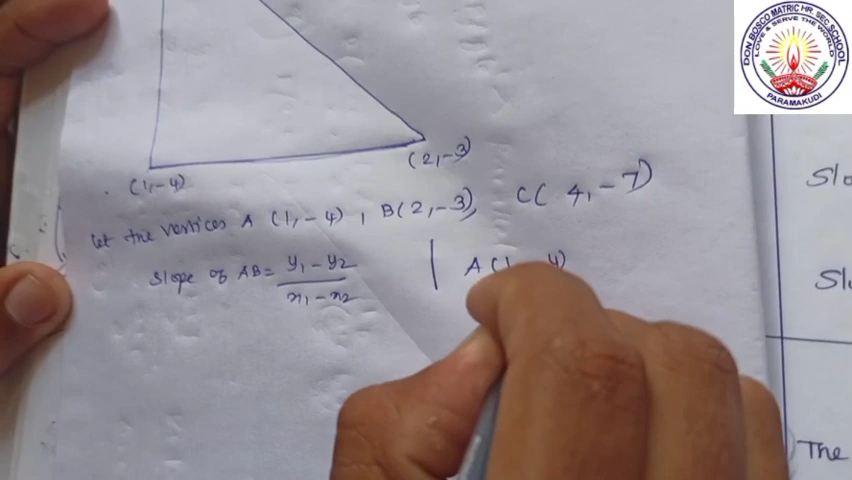 DON BOSCO MATRIC HR. SEC. SCHOOL
LOVE & SERVE THE WORLD
PARAMAKUDI
(2,-3)
(1,-4)
Let the vertices A (1,-4), B(2,-3), C( 4,-7)
Slope of AB = y₁-y₂ / x₁-x₂ | A(1, -4)
Slo
Slo
The